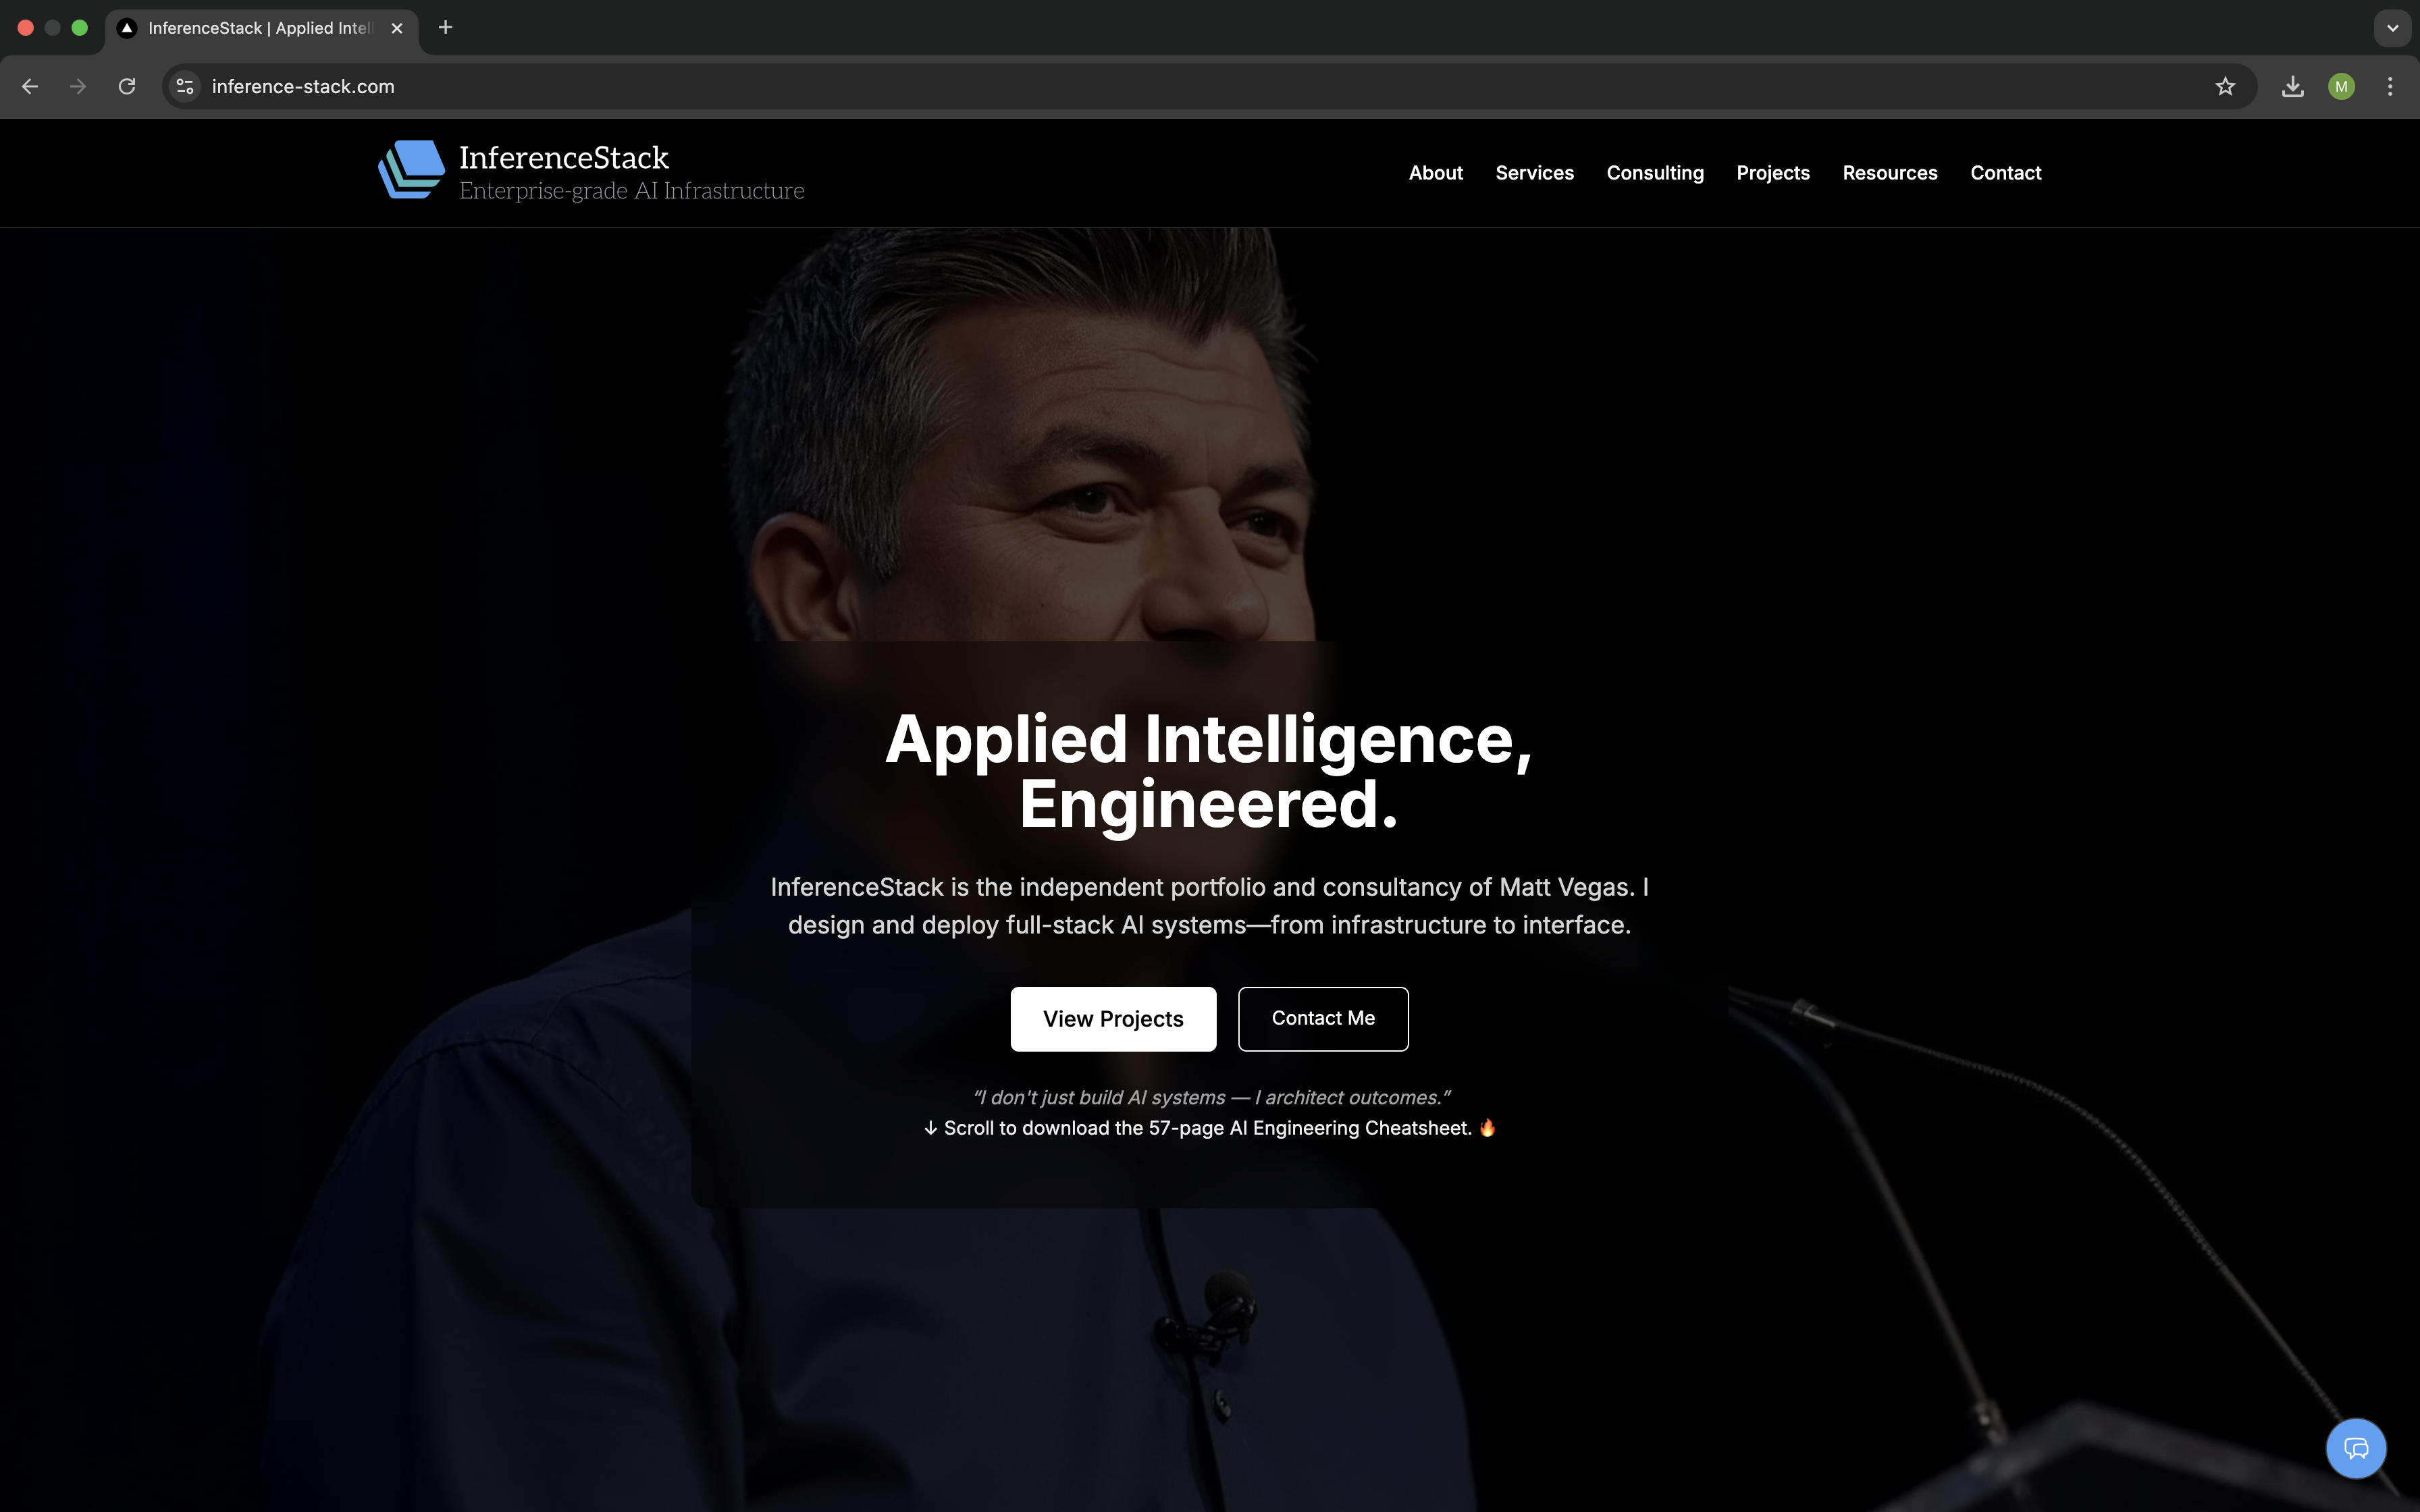 InferenceStack | Applied Intel
inference-stack.com
M
InferenceStack
Enterprise-grade AI Infrastructure
About Services Consulting Projects Resources Contact
Applied Intelligence,
Engineered.
InferenceStack is the independent portfolio and consultancy of Matt Vegas. I
design and deploy full-stack AI systems—from infrastructure to interface.
View Projects Contact Me
“I don't just build AI systems — I architect outcomes.”
↓ Scroll to download the 57-page AI Engineering Cheatsheet. 🔥